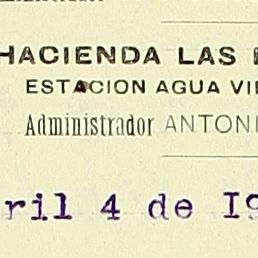 HACIENDA LAS
ESTACION AGUA VI
Administrador ANTONI
ril 4 de 19